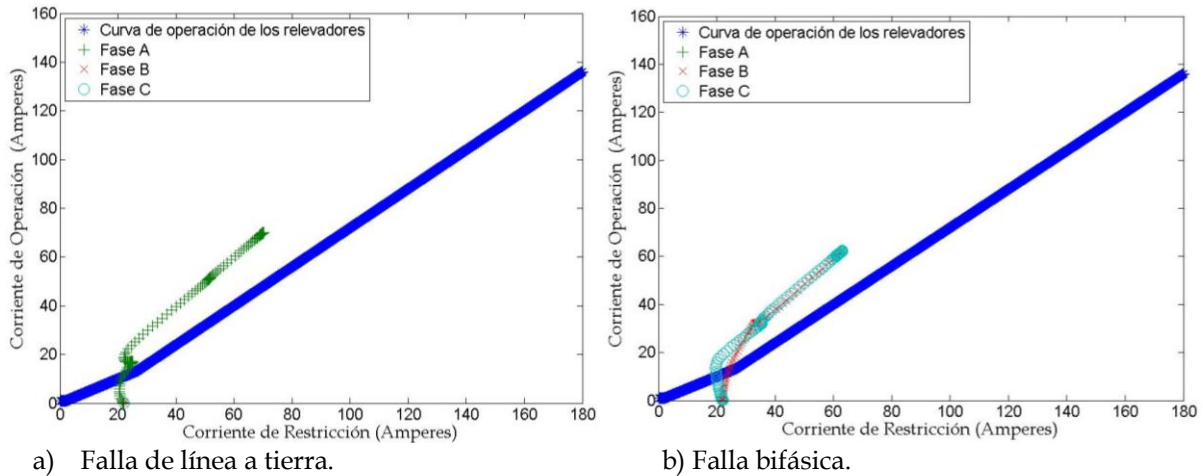 Curva de operación de los relevadores
Fase A
Fase B
Fase C
160
140
120
100
80
60
40
20
0
0 20 40 60 80 100 120 140 160 180
Corriente de Operación (Amperes)
Corriente de Restricción (Amperes)
a) Falla de línea a tierra.
Curva de operación de los relevadores
Fase A
Fase B
Fase C
160
140
120
100
80
60
40
20
0
0 20 40 60 80 100 120 140 160 180
Corriente de Operación (Amperes)
Corriente de Restricción (Amperes)
b) Falla bifásica.